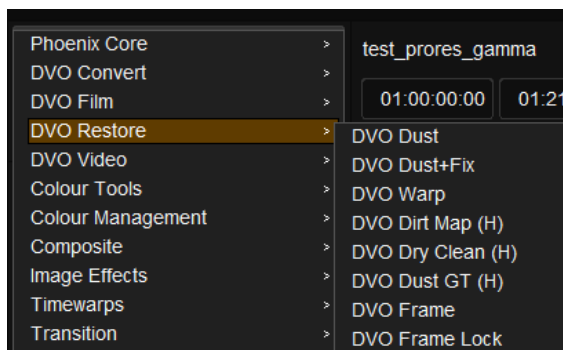 Phoenix Core >
DVO Convert >
DVO Film >
DVO Restore >
DVO Video >
Colour Tools >
Colour Management >
Composite >
Image Effects >
Timewarps >
Transition >
test_prores_gamma
01:00:00:00 01:21
DVO Dust
DVO Dust+Fix
DVO Warp
DVO Dirt Map (H)
DVO Dry Clean (H)
DVO Dust GT (H)
DVO Frame
DVO Frame Lock